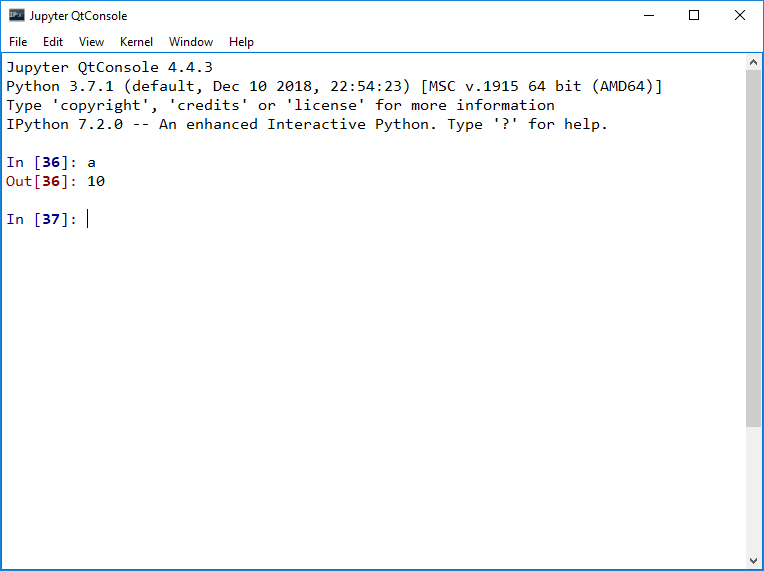 Jupyter QtConsole
File Edit View Kernel Window Help
Jupyter QtConsole 4.4.3
Python 3.7.1 (default, Dec 10 2018, 22:54:23) [MSC v.1915 64 bit (AMD64)]
Type 'copyright', 'credits' or 'license' for more information
IPython 7.2.0 -- An enhanced Interactive Python. Type '?' for help.
In [36]: a
Out[36]: 10
In [37]: